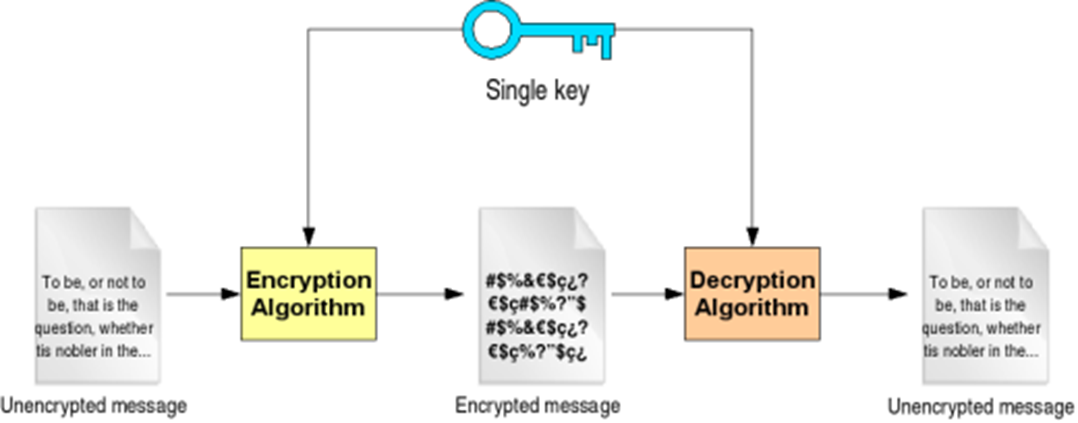 Single key
To be, or not to
be, that is the
question, whether
tis nobler in the...
Unencrypted message
Encryption
Algorithm
#$%&€$ç¿?
€$ç#$%?"$
#$%&€$ç¿?
€$ç%?"$ç¿
Encrypted message
Decryption
Algorithm
To be, or not to
be, that is the
question, whether
tis nobler in the...
Unencrypted message